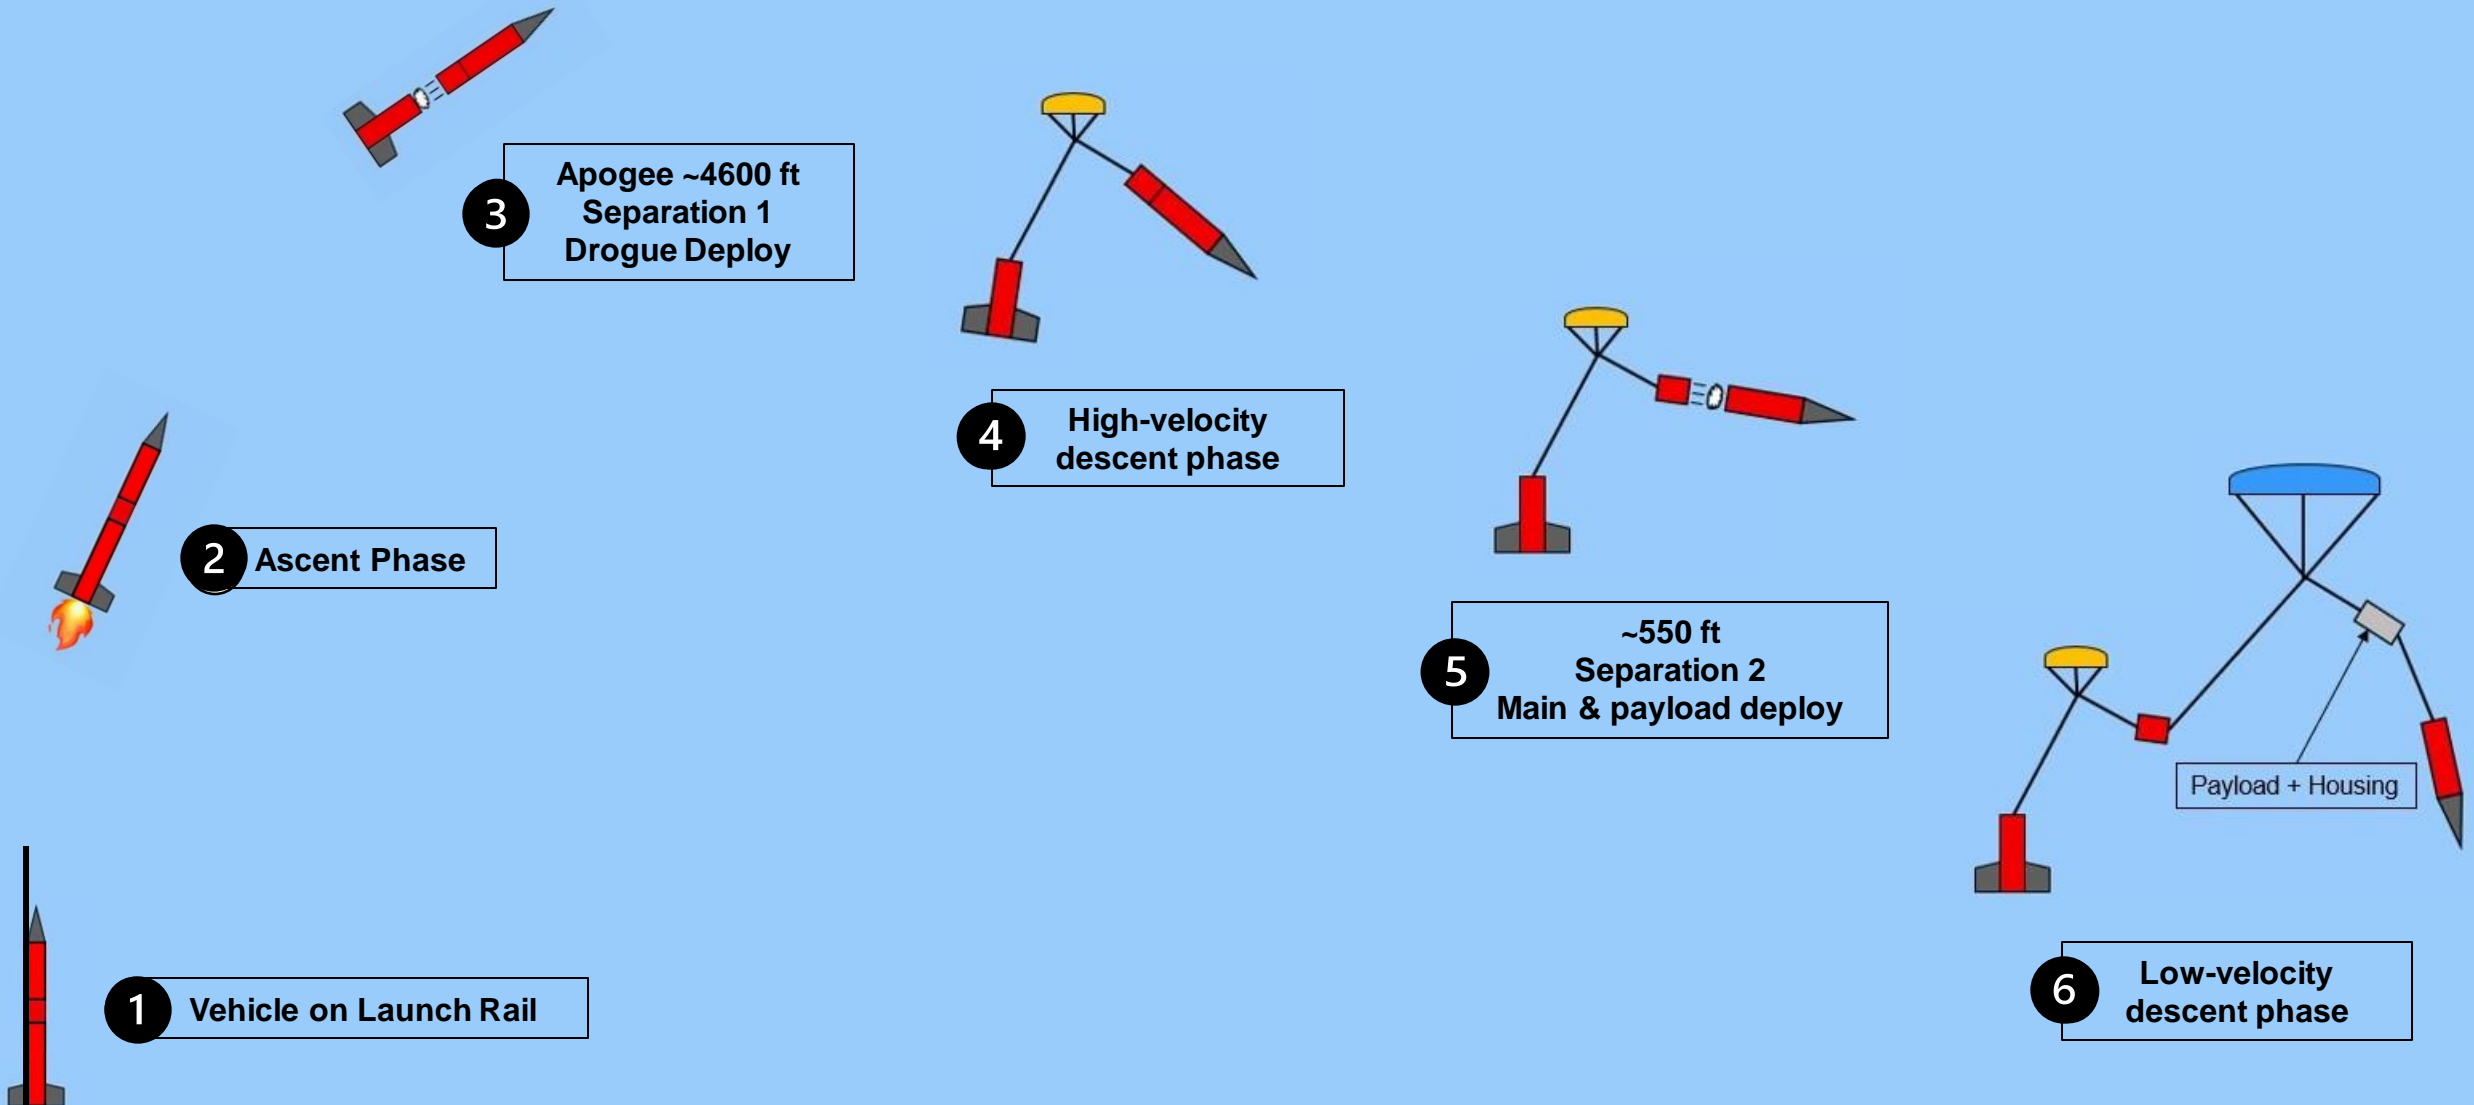 1
Vehicle on Launch Rail
2
Ascent Phase
3
Apogee ~4600 ft
Separation 1
Drogue Deploy
4
High-velocity
descent phase
5
~550 ft
Separation 2
Main & payload deploy
Payload + Housing
6
Low-velocity
descent phase